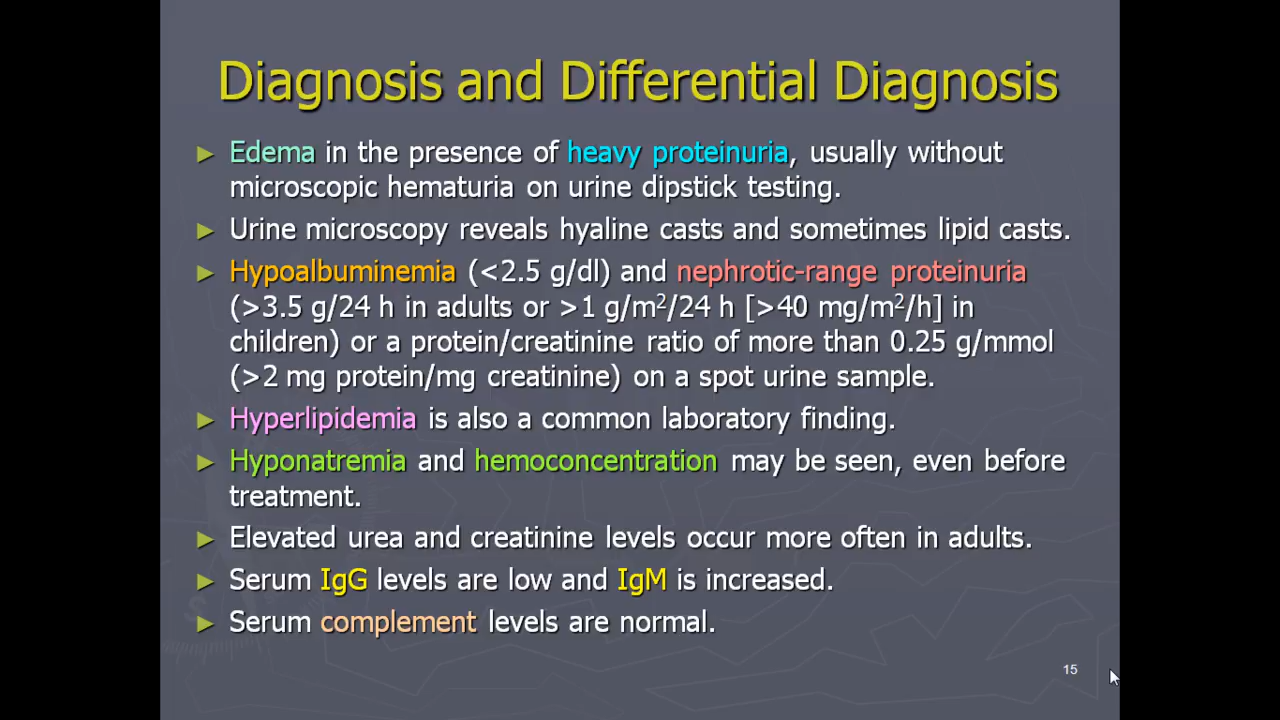 Diagnosis and Differential Diagnosis
► Edema in the presence of heavy proteinuria, usually without
microscopic hematuria on urine dipstick testing.
► Urine microscopy reveals hyaline casts and sometimes lipid casts.
► Hypoalbuminemia (<2.5 g/dl) and nephrotic-range proteinuria
(>3.5 g/24 h in adults or >1 g/m²/24 h [>40 mg/m²/h] in
children) or a protein/creatinine ratio of more than 0.25 g/mmol
(>2 mg protein/mg creatinine) on a spot urine sample.
► Hyperlipidemia is also a common laboratory finding.
► Hyponatremia and hemoconcentration may be seen, even before
treatment.
► Elevated urea and creatinine levels occur more often in adults.
► Serum IgG levels are low and IgM is increased.
► Serum complement levels are normal.
15